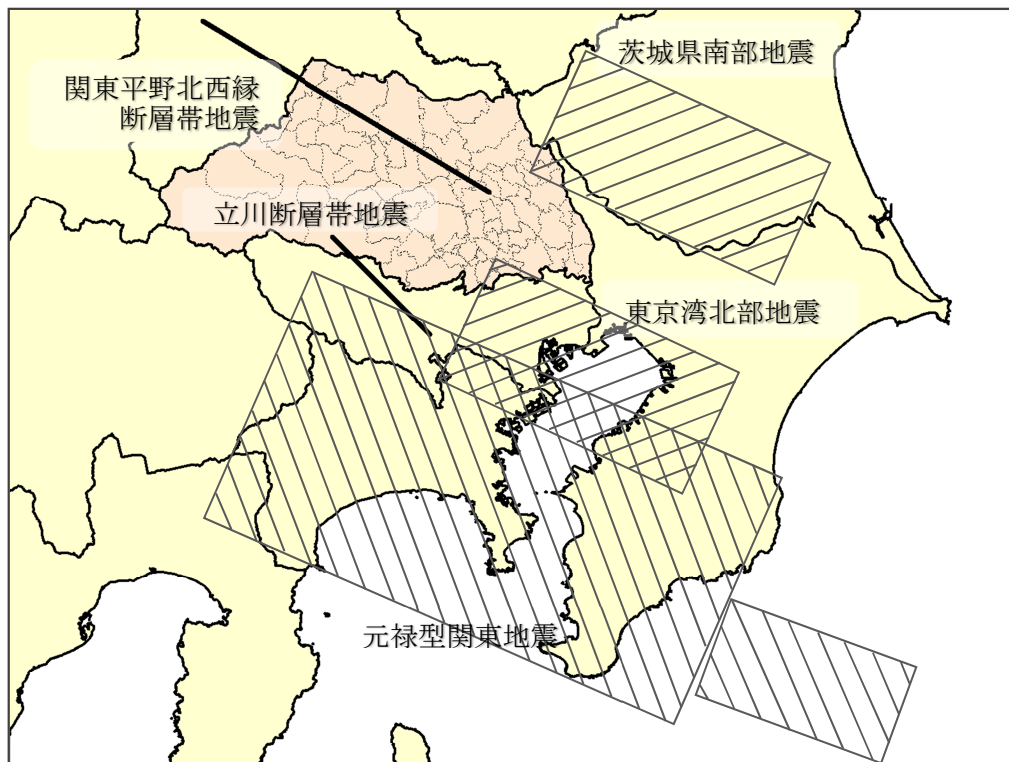 茨城県南部地震
関東平野北西縁
断層帯地震
立川断層帯地震
東京湾北部地震
元禄型関東地震